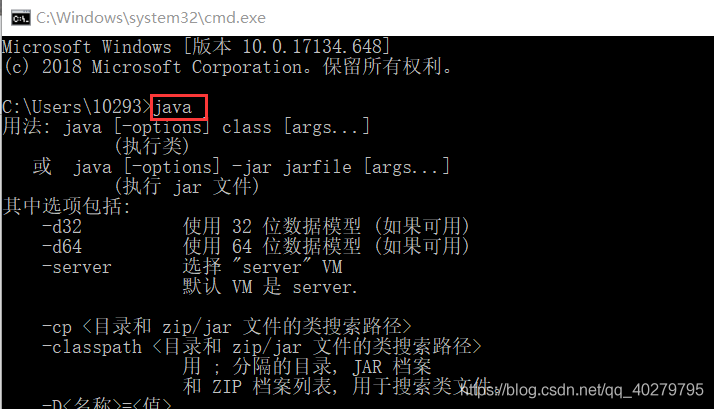 C:\Windows\system32\cmd.exe
Microsoft Windows [版本 10.0.17134.648]
(c) 2018 Microsoft Corporation。保留所有权利。
C:\Users\10293>java
用法: java [-options] class [args...]
(执行类)
或  java [-options] -jar jarfile [args...]
(执行 jar 文件)
其中选项包括:
-d32 使用 32 位数据模型 (如果可用)
-d64 使用 64 位数据模型 (如果可用)
-server 选择 "server" VM
默认 VM 是 server.
-cp <目录和 zip/jar 文件的类搜索路径>
-classpath <目录和 zip/jar 文件的类搜索路径>
用 ; 分隔的目录, JAR 档案
和 ZIP 档案列表, 用于搜索类文件。
https://blog.csdn.net/qq_40279795
-D<名称>=<值>